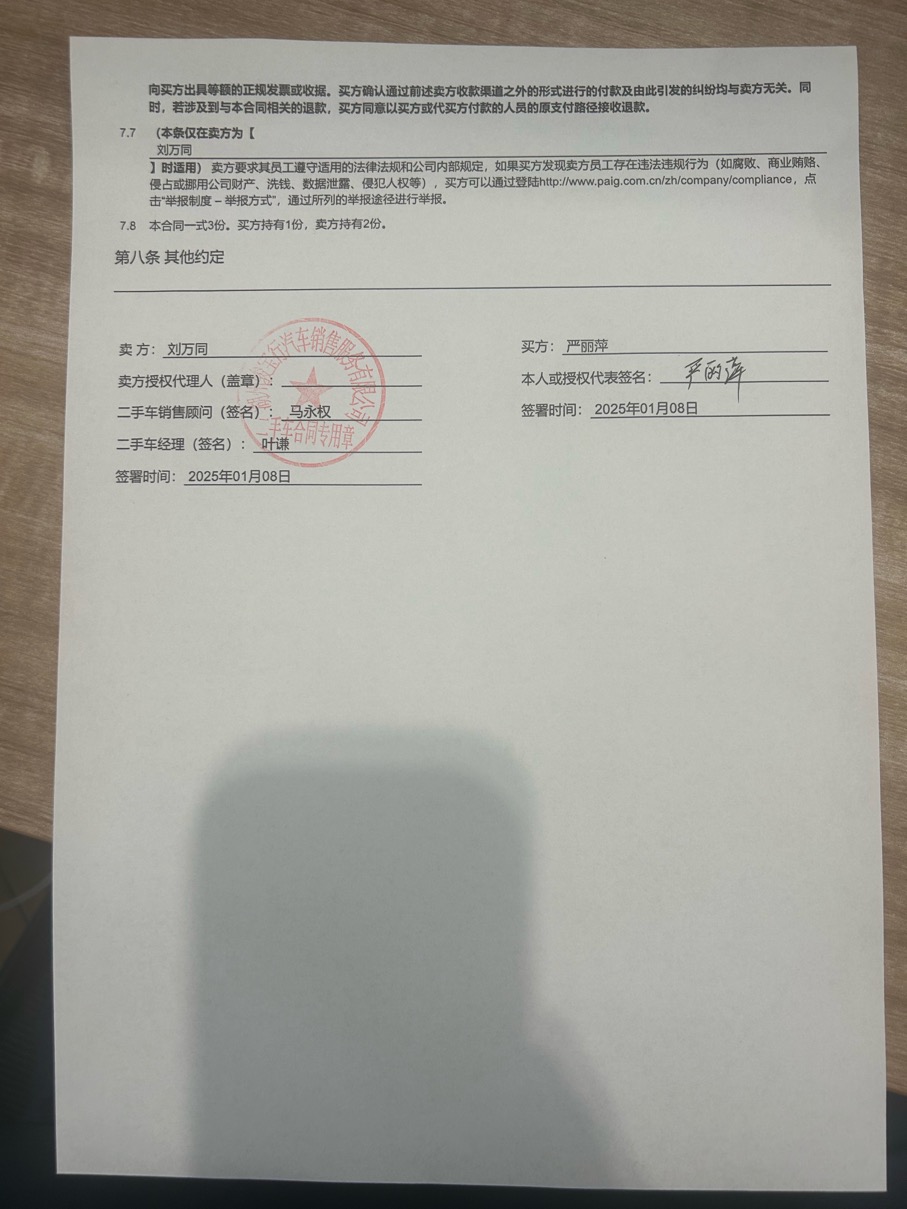 向买方出具等额的正规发票或收据。买方确认通过前述卖方收款渠道之外的形式进行的付款及由此引发的纠纷均与卖方无关。同
时，若涉及到与本合同相关的退款，买方同意以买方或代买方付款的人员的原支付路径接收退款。
7.7 （本条仅在卖方为【
刘万同
】时适用） 卖方要求其员工遵守适用的法律法规和公司内部规定，如果买方发现卖方员工存在违法违规行为（如腐败、商业贿赂、
侵占或挪用公司财产、洗钱、数据泄露、侵犯人权等），买方可以通过登陆http://www.paig.com.cn/zh/company/compliance，点
击“举报制度 – 举报方式”，通过所列的举报途径进行举报。
7.8 本合同一式3份。买方持有1份，卖方持有2份。
第八条 其他约定
卖 方： 刘万同
买方： 严丽萍
卖方授权代理人（盖章）：
本人或授权代表签名： 严丽萍
二手车销售顾问（签名）： 马永权
签署时间： 2025年01月08日
二手车经理（签名）： 叶谦
签署时间： 2025年01月08日
宝行汽车销售服务有限公司
二手车合同专用章